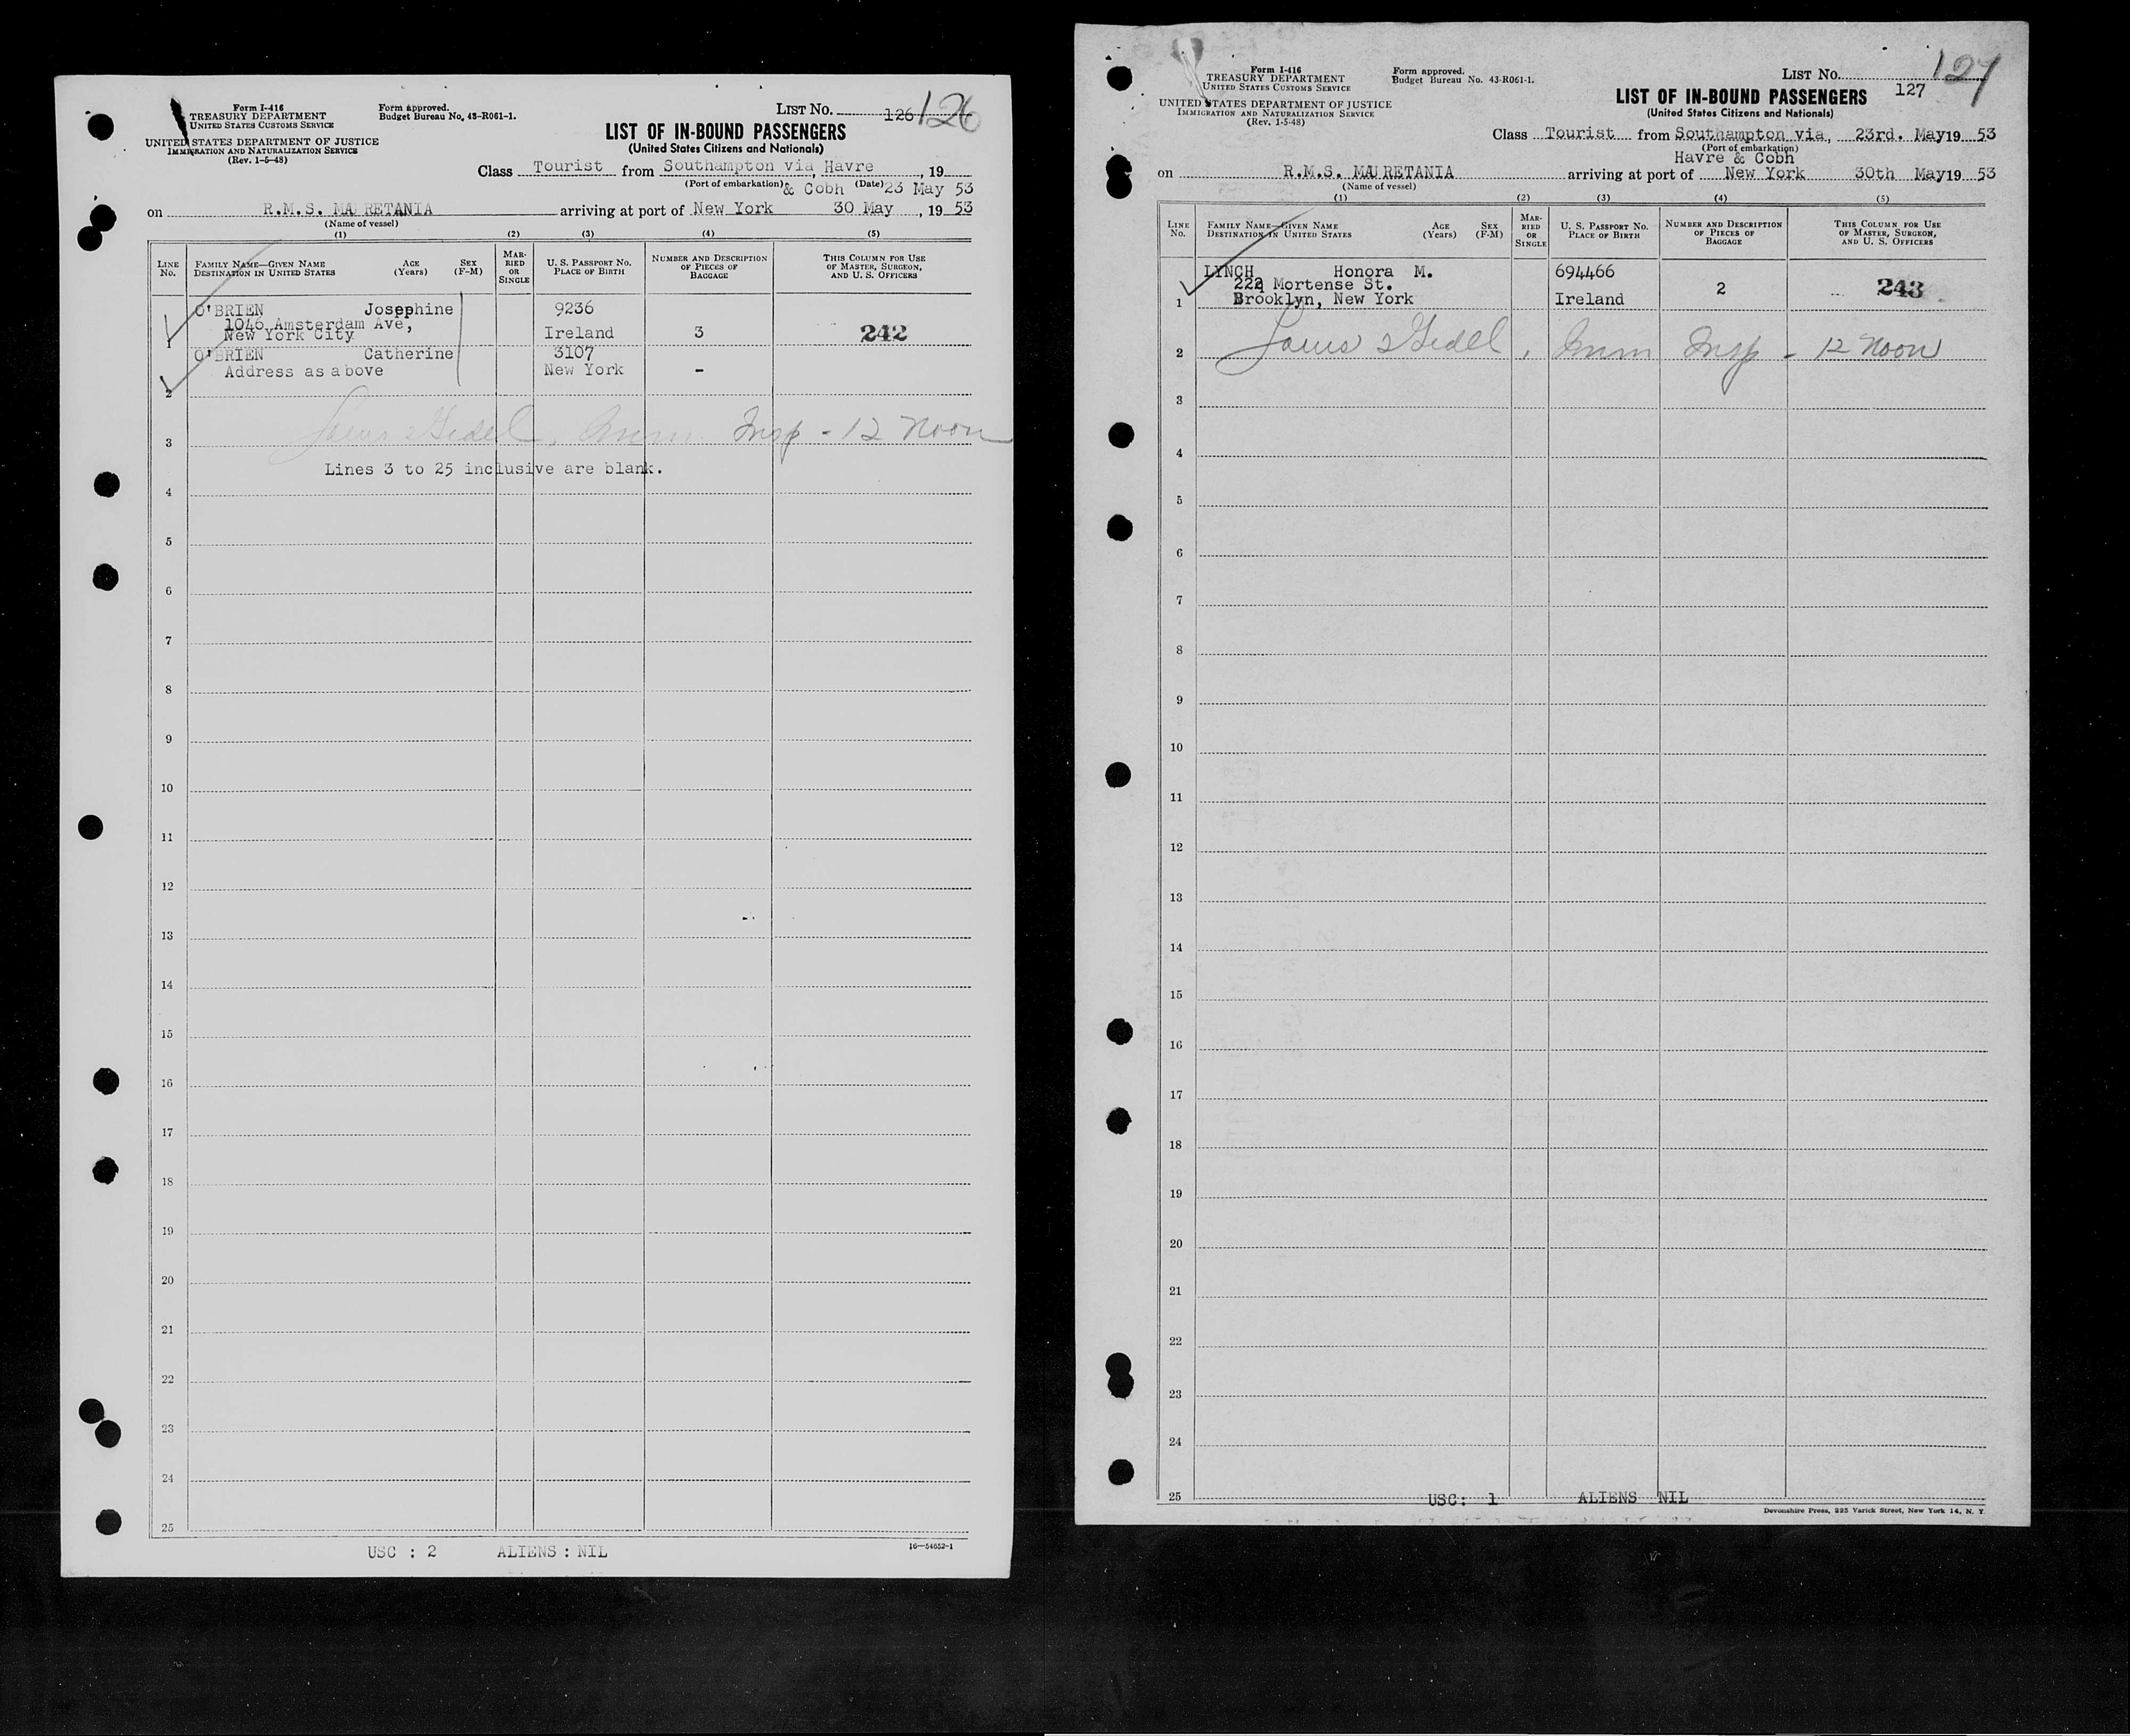 Form I-416
TREASURY DEPARTMENT
UNITED STATES CUSTOMS SERVICE
UNITED STATES DEPARTMENT OF JUSTICE
IMMIGRATION AND NATURALIZATION SERVICE
(Rev. 1-5-48)
Form approved.
Budget Bureau No. 43-R061-1.
LIST NO. 126 126
LIST OF IN-BOUND PASSENGERS
(United States Citizens and Nationals)
Class Tourist from Southampton via, Havre , 19
(Port of embarkation) & Cobh (Date) 23 May 53
on R.M.S. MAURETANIA arriving at port of New York 30 May , 19 53
(Name of vessel)
(1) (2) (3) (4) (5)
LINE No. FAMILY NAME—GIVEN NAME DESTINATION IN UNITED STATES AGE (Years) SEX (F-M) MARRIED OR SINGLE U. S. PASSPORT NO. PLACE OF BIRTH NUMBER AND DESCRIPTION OF PIECES OF BAGGAGE THIS COLUMN FOR USE OF MASTER, SURGEON, AND U. S. OFFICERS
O'BRIEN Josephine 9236
1046 Amsterdam Ave,
1 New York City Ireland 3 242
O'BRIEN Catherine 3107
Address as above New York -
2
3 Insp - 12 Noon
Lines 3 to 25 inclusive are blank.
4
5
6
7
8
9
10
11
12
13
14
15
16
17
18
19
20
21
22
23
24
25
USC : 2 ALIENS : NIL
16—54652-1
Form I-416
TREASURY DEPARTMENT
UNITED STATES CUSTOMS SERVICE
UNITED STATES DEPARTMENT OF JUSTICE
IMMIGRATION AND NATURALIZATION SERVICE
(Rev. 1-5-48)
Form approved.
Budget Bureau No. 43-R061-1.
LIST NO. 127
127
LIST OF IN-BOUND PASSENGERS
(United States Citizens and Nationals)
Class Tourist from Southampton via, 23rd. May 19 53
(Port of embarkation)
Havre & Cobh
on R.M.S. MAURETANIA arriving at port of New York 30th May 19 53
(Name of vessel)
(1) (2) (3) (4) (5)
LINE No. FAMILY NAME—GIVEN NAME DESTINATION IN UNITED STATES AGE (Years) SEX (F-M) MARRIED OR SINGLE U. S. PASSPORT NO. PLACE OF BIRTH NUMBER AND DESCRIPTION OF PIECES OF BAGGAGE THIS COLUMN FOR USE OF MASTER, SURGEON, AND U. S. OFFICERS
LYNCH Honora M. 694466
Mortense St. 2 243
1 Brooklyn, New York Ireland
2 Imm Insp - 12 Noon
3
4
5
6
7
8
9
10
11
12
13
14
15
16
17
18
19
20
21
22
23
24
25 USC: 1 ALIENS NIL
Devonshire Press, 225 Varick Street, New York 14, N. Y.